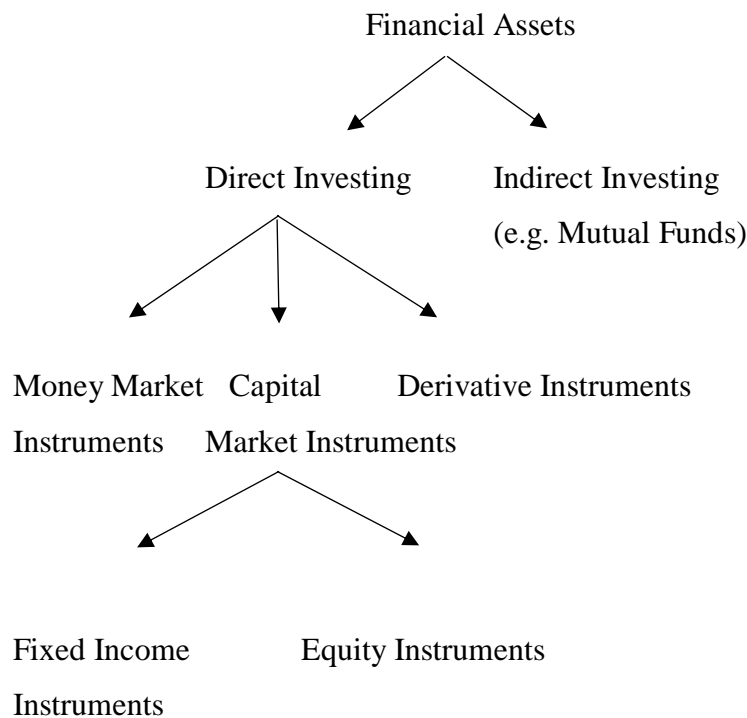 Financial Assets
Direct Investing Indirect Investing
(e.g. Mutual Funds)
Money Market Capital Derivative Instruments
Instruments Market Instruments
Fixed Income Equity Instruments
Instruments